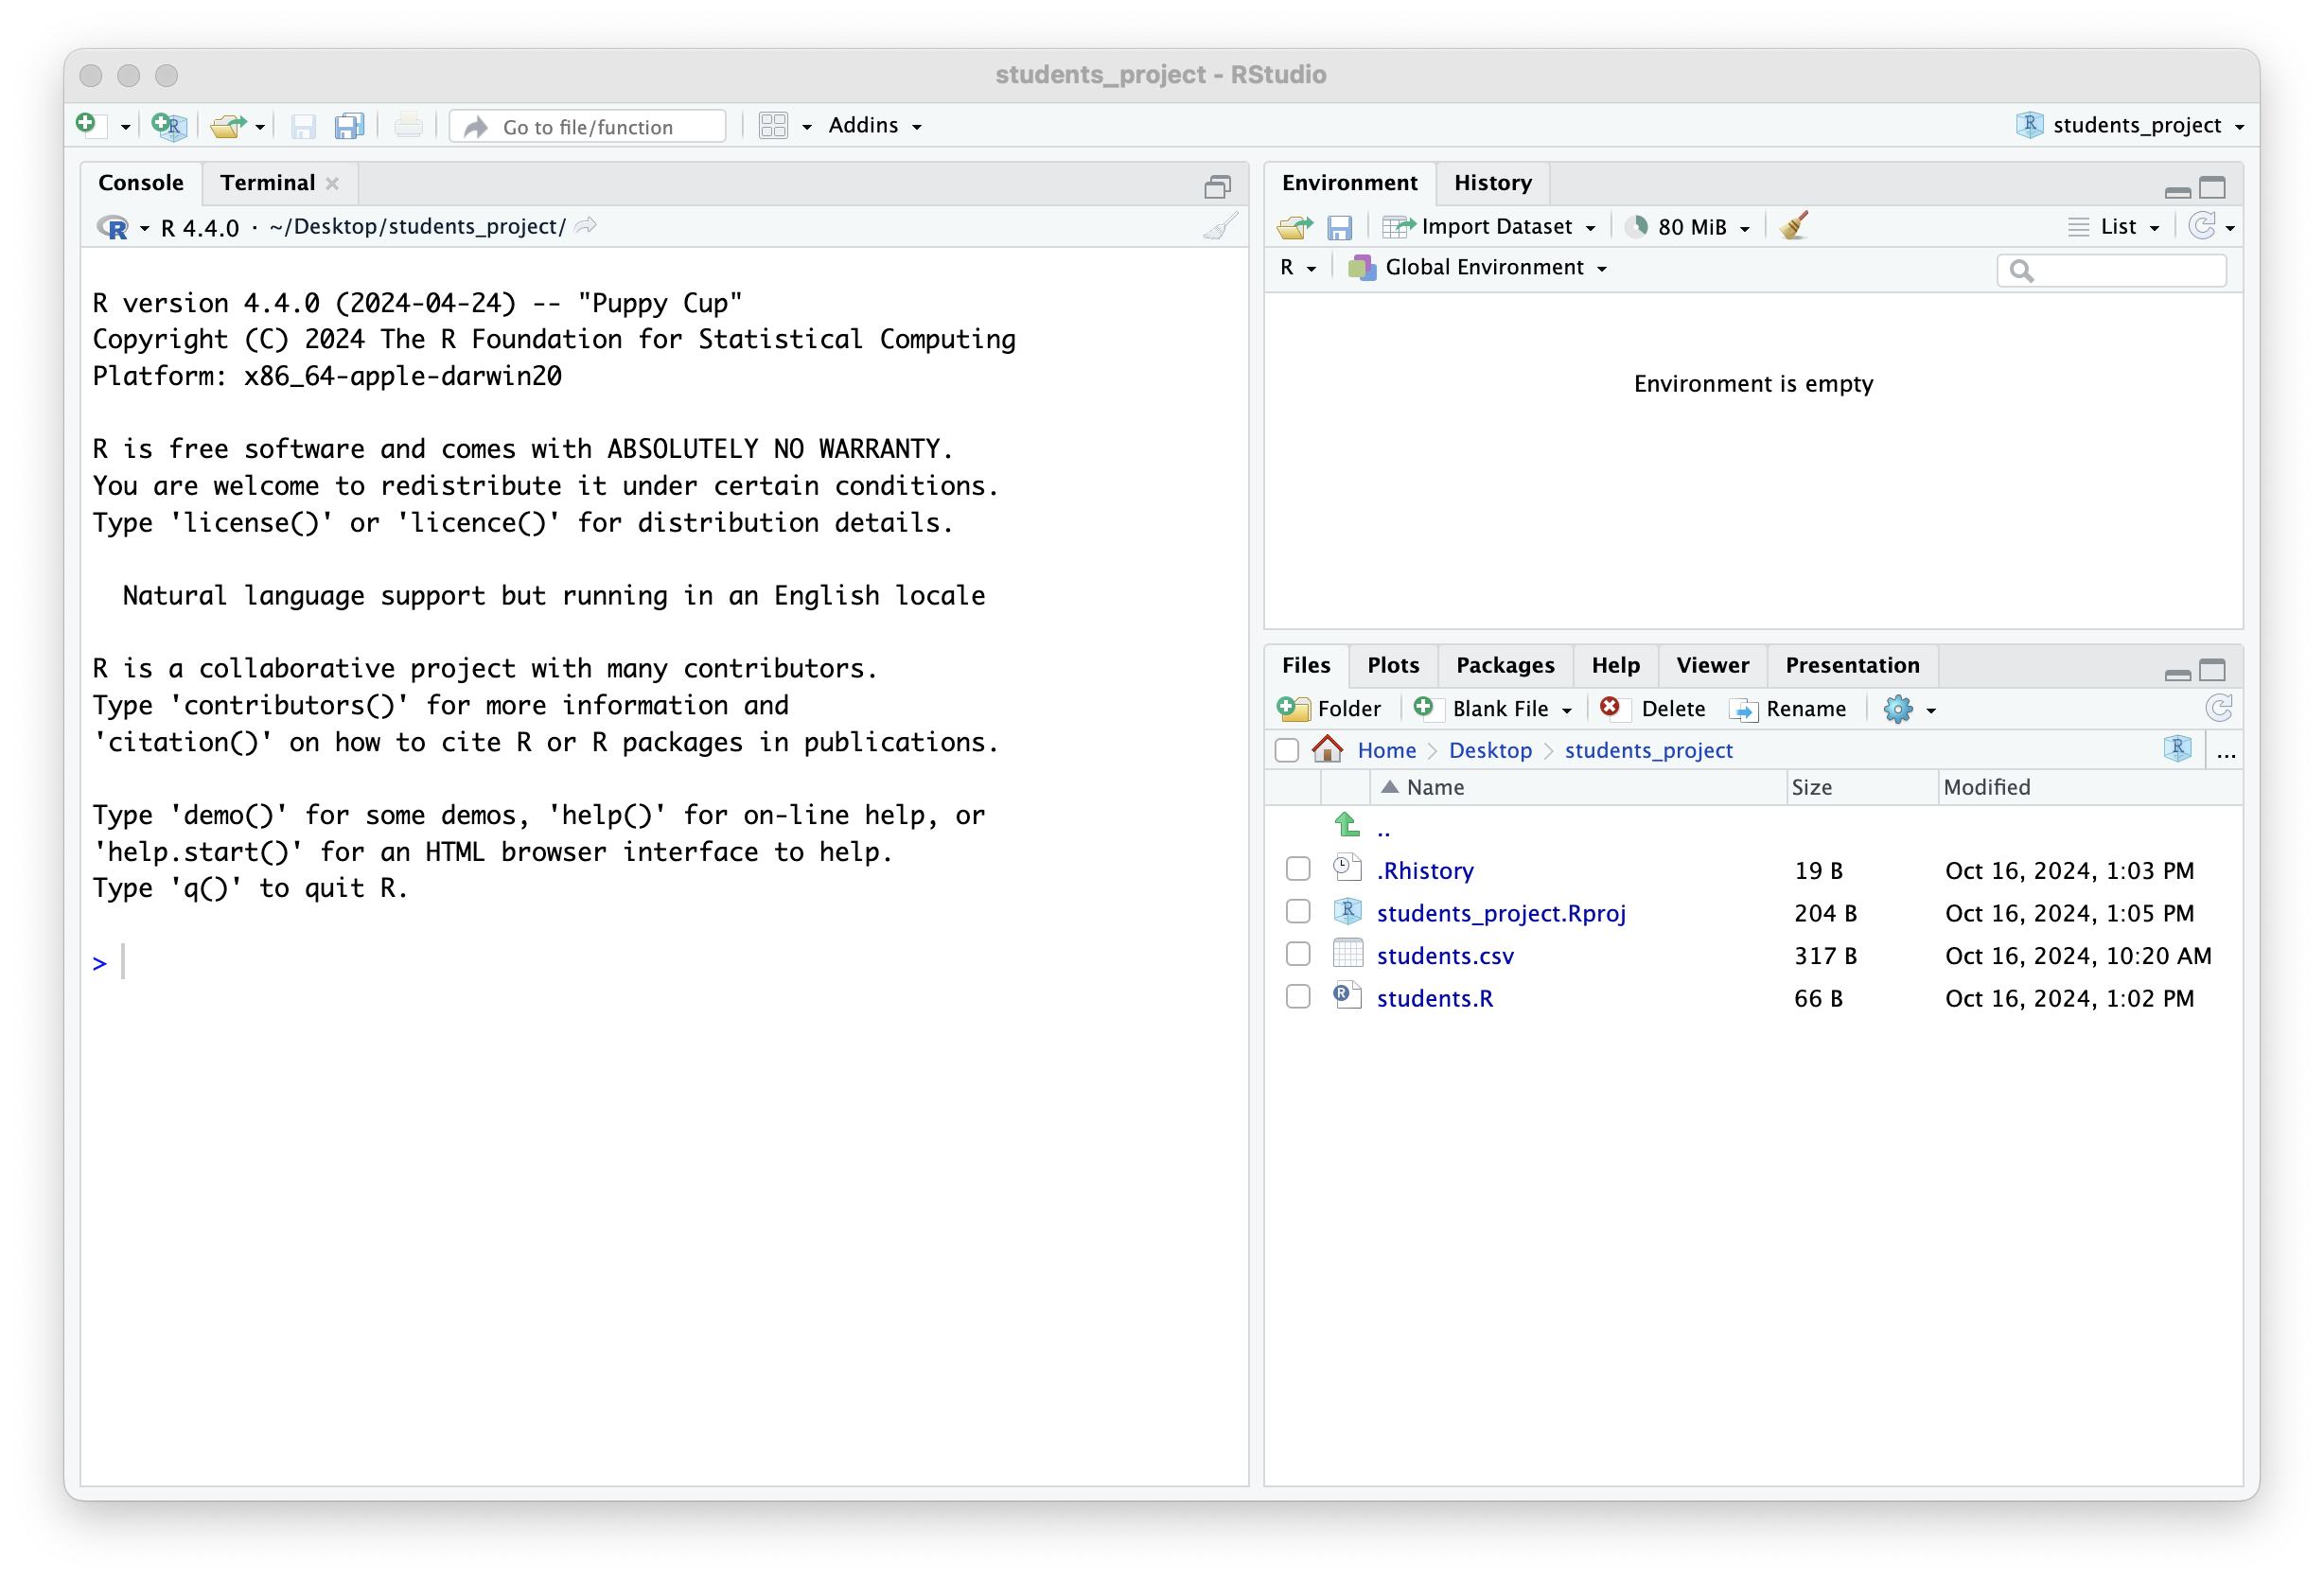 students_project - RStudio
Go to file/function
Addins
students_project
Console
Terminal
R 4.4.0 · ~/Desktop/students_project/
R version 4.4.0 (2024-04-24) -- "Puppy Cup"
Copyright (C) 2024 The R Foundation for Statistical Computing
Platform: x86_64-apple-darwin20
R is free software and comes with ABSOLUTELY NO WARRANTY.
You are welcome to redistribute it under certain conditions.
Type 'license()' or 'licence()' for distribution details.
Natural language support but running in an English locale
R is a collaborative project with many contributors.
Type 'contributors()' for more information and
'citation()' on how to cite R or R packages in publications.
Type 'demo()' for some demos, 'help()' for on-line help, or
'help.start()' for an HTML browser interface to help.
Type 'q()' to quit R.
>
Environment
History
Import Dataset
80 MiB
List
R
Global Environment
Environment is empty
Files
Plots
Packages
Help
Viewer
Presentation
Folder
Blank File
Delete
Rename
Home > Desktop > students_project
...
Name Size Modified
..
.Rhistory 19 B Oct 16, 2024, 1:03 PM
students_project.Rproj 204 B Oct 16, 2024, 1:05 PM
students.csv 317 B Oct 16, 2024, 10:20 AM
students.R 66 B Oct 16, 2024, 1:02 PM